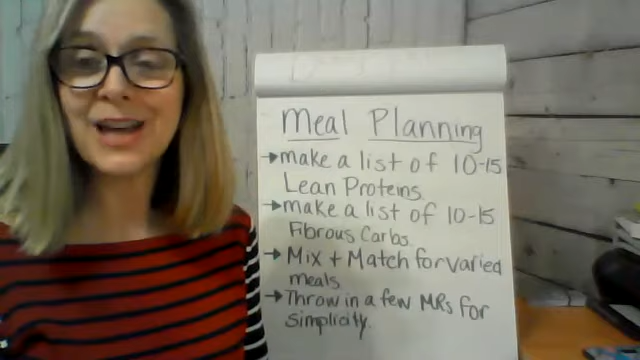 Meal Planning
→ make a list of 10-15
Lean Proteins.
→ make a list of 10-15
Fibrous Carbs.
→ Mix + Match for varied
meals
→ Throw in a few MRs for
simplicity.